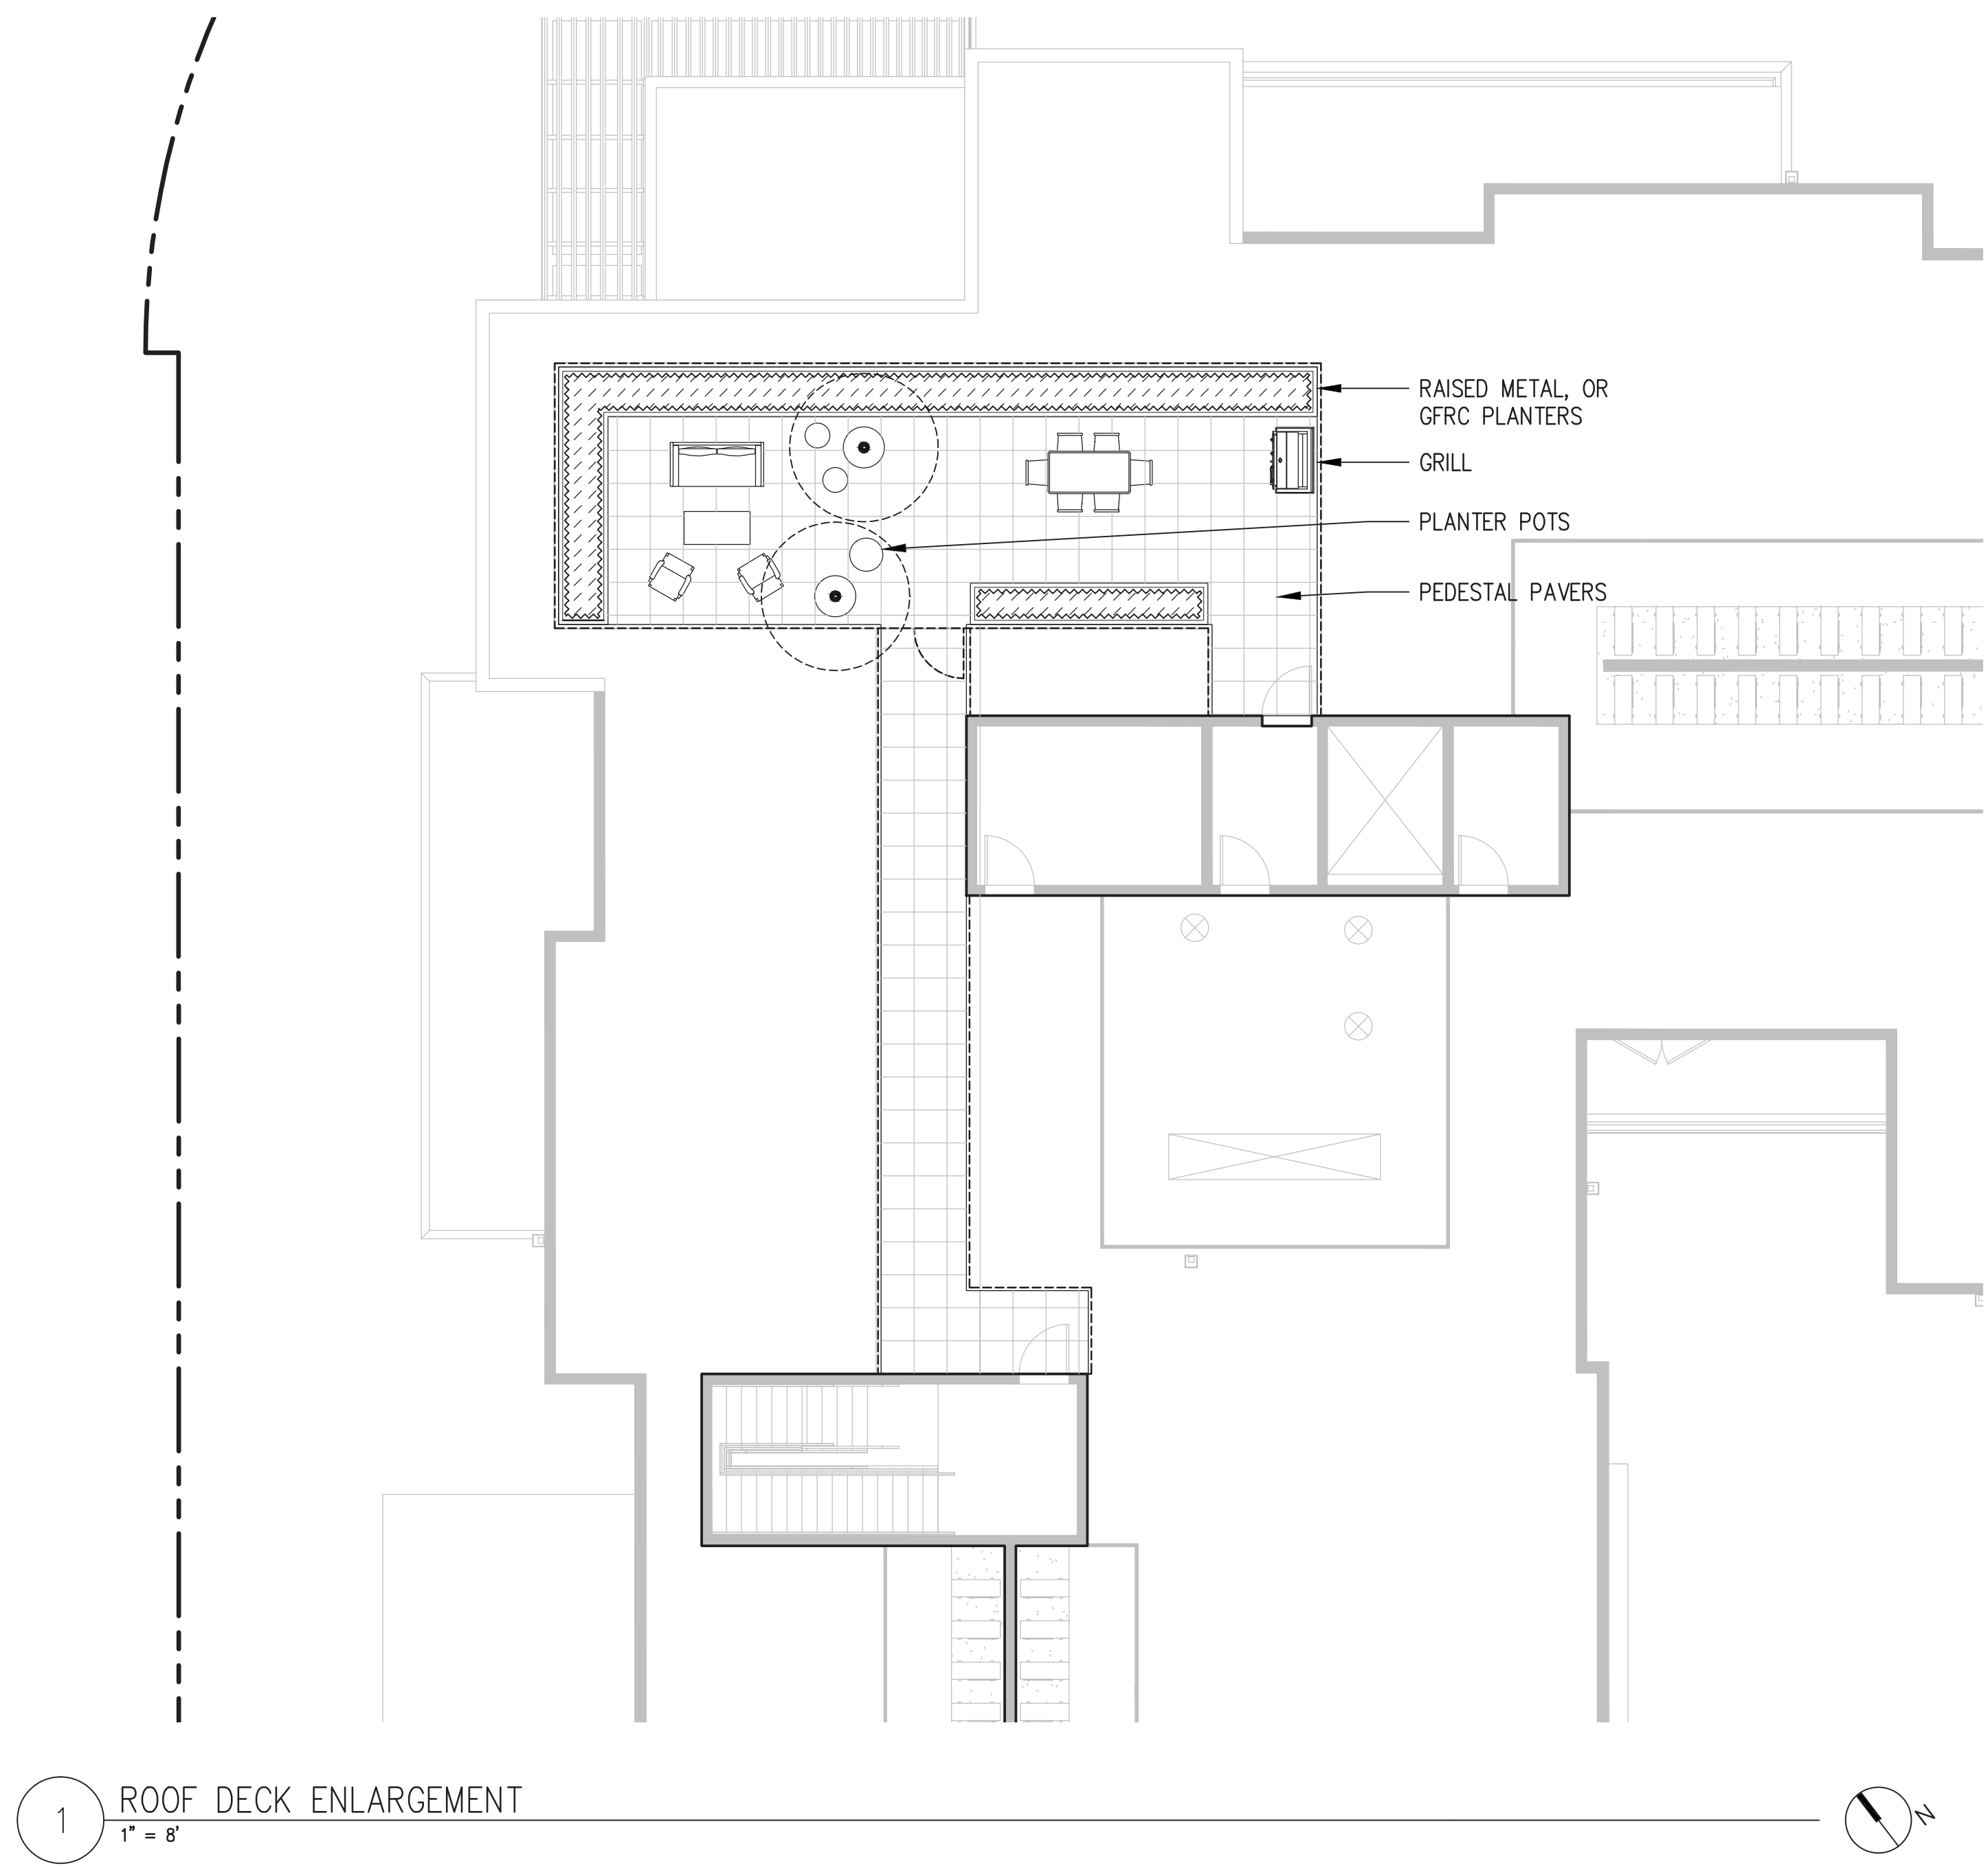 RAISED METAL, OR
GFRC PLANTERS
GRILL
PLANTER POTS
PEDESTAL PAVERS
1
ROOF DECK ENLARGEMENT
1" = 8'
N